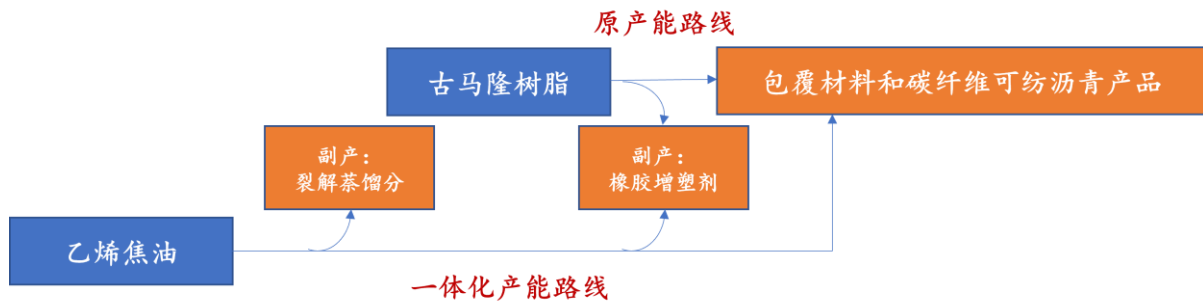 原产能路线
古马隆树脂
包覆材料和碳纤维可纺沥青产品
副产：
裂解萘馏分
副产：
橡胶增塑剂
乙烯焦油
一体化产能路线